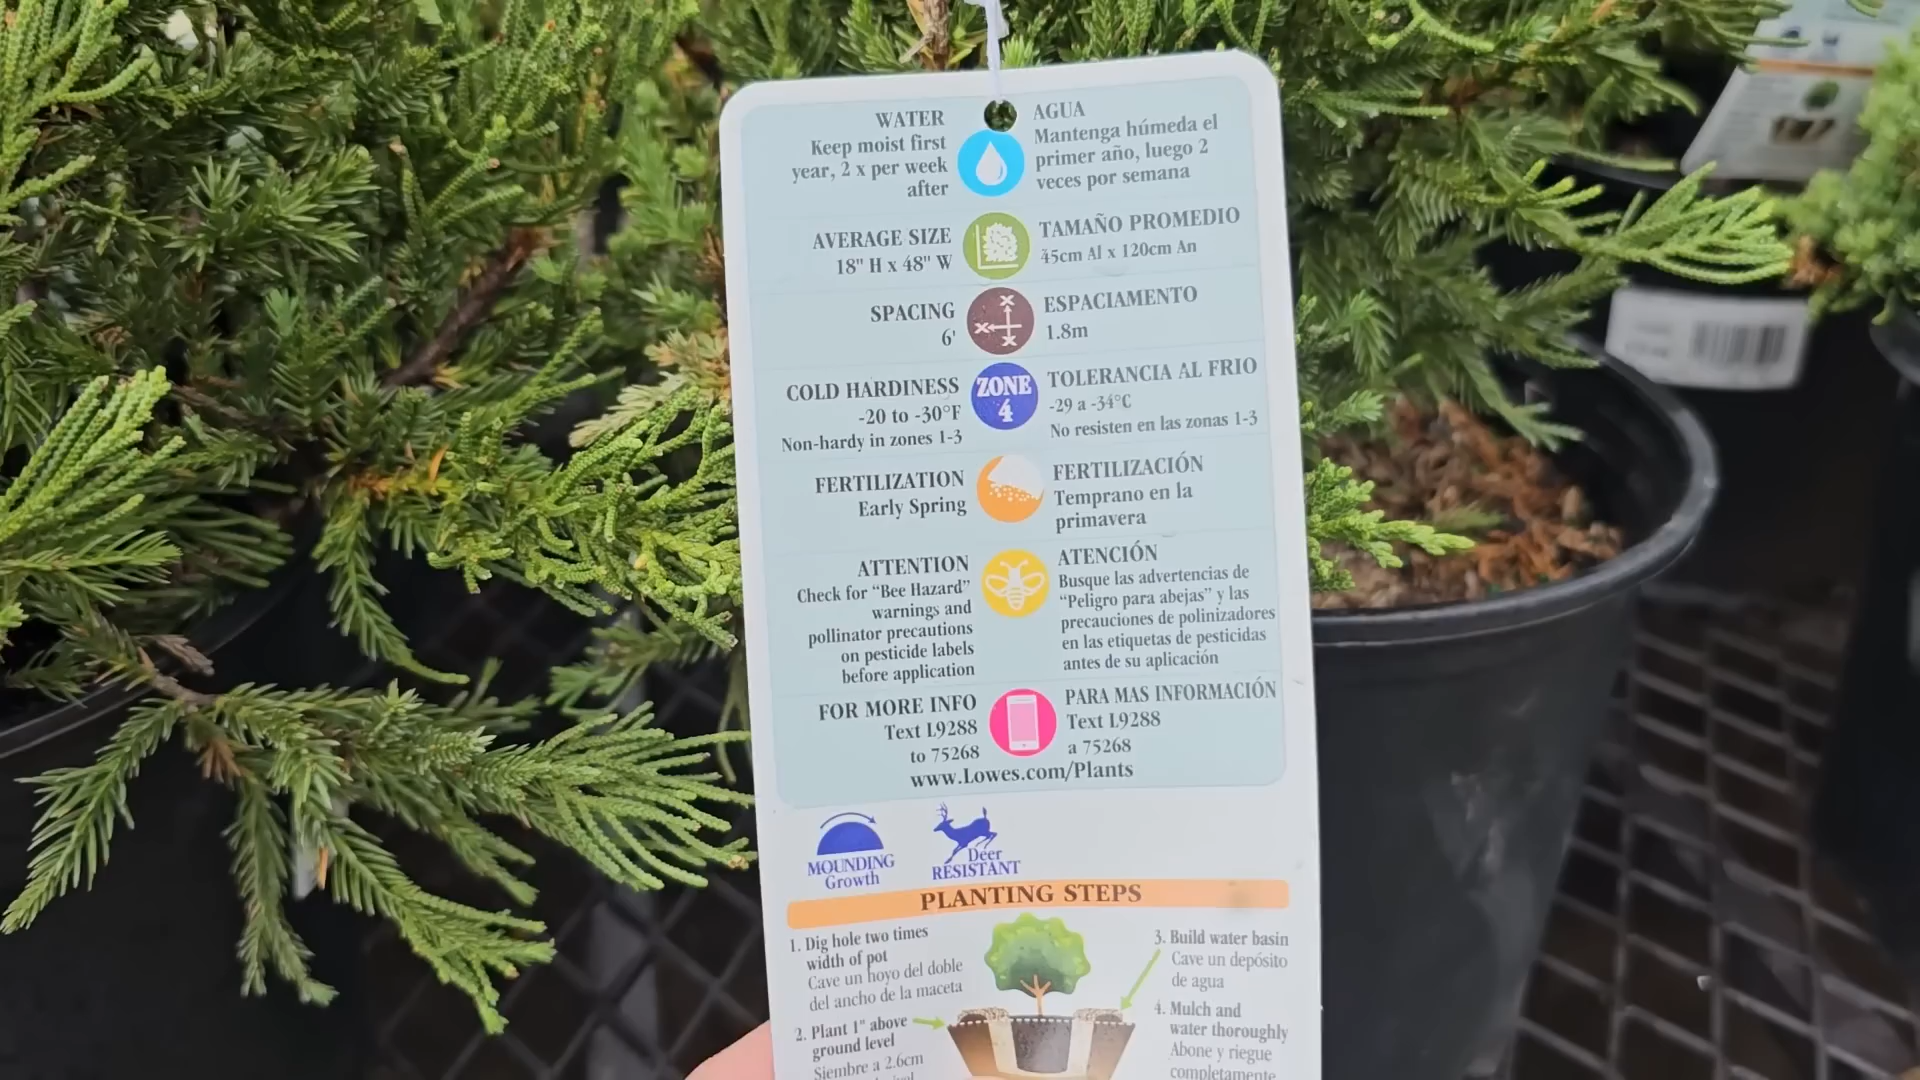 WATER
Keep moist first
year, 2 x per week
after
AGUA
Mantenga húmeda el
primer año, luego 2
veces por semana
AVERAGE SIZE
18" H x 48" W
TAMAÑO PROMEDIO
45cm Al x 120cm An
SPACING
6'
ESPACIAMENTO
1.8m
COLD HARDINESS
-20 to -30°F
Non-hardy in zones 1-3
ZONE
4
TOLERANCIA AL FRIO
-29 a -34°C
No resisten en las zonas 1-3
FERTILIZATION
Early Spring
FERTILIZACIÓN
Temprano en la
primavera
ATTENTION
Check for “Bee Hazard”
warnings and
pollinator precautions
on pesticide labels
before application
ATENCIÓN
Busque las advertencias de
“Peligro para abejas” y las
precauciones de polinizadores
en las etiquetas de pesticidas
antes de su aplicación
FOR MORE INFO
Text L9288
to 75268
PARA MAS INFORMACIÓN
Text L9288
a 75268
www.Lowes.com/Plants
MOUNDING
Growth
Deer
RESISTANT
PLANTING STEPS
1. Dig hole two times
width of pot
Cave un hoyo del doble
del ancho de la maceta
2. Plant 1" above
ground level
Siembre a 2.6cm
3. Build water basin
Cave un depósito
de agua
4. Mulch and
water thoroughly
Abone y riegue
completamente